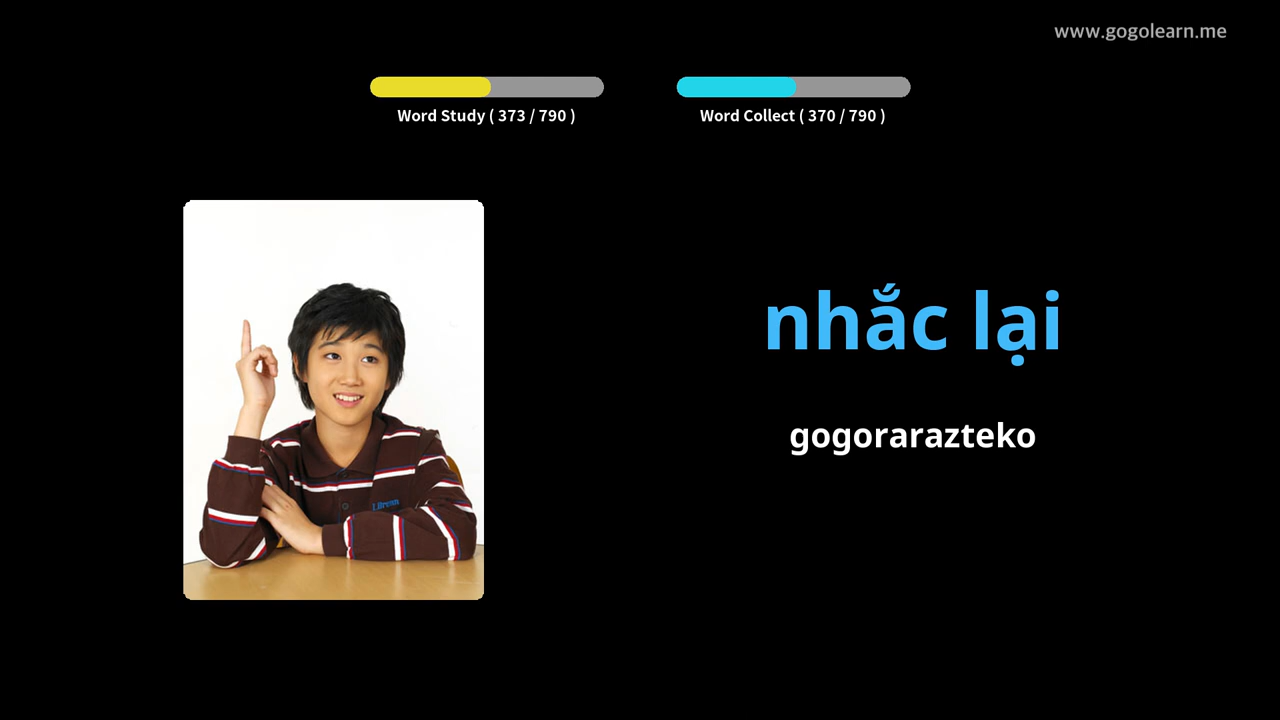 www.gogolearn.me
Word Study ( 373 / 790 )
Word Collect ( 370 / 790 )
nhắc lại
gogorarazteko